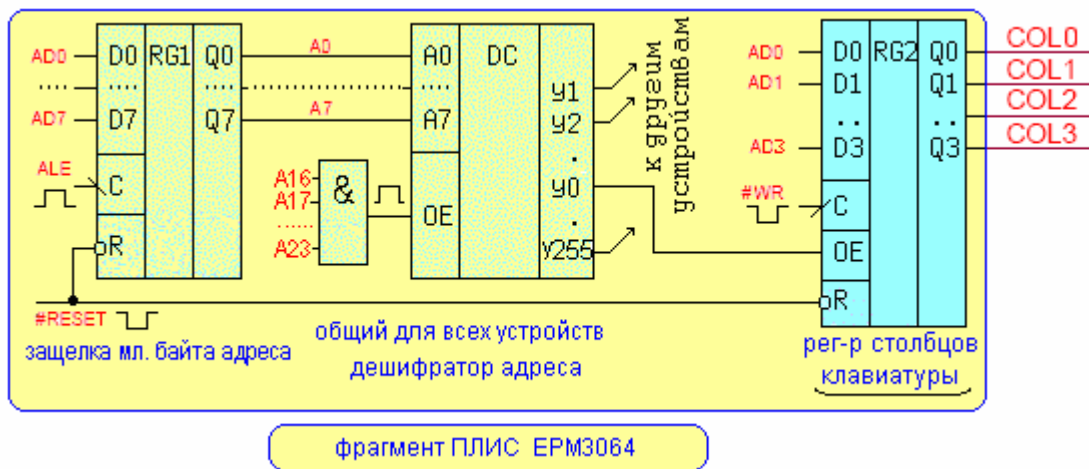 AD0 D0 RG1 Q0 A0 A0 DC
AD7 D7 Q7 A7 A7
ALE C
R
#RESET
A16
A17
A23
&
OE
y1
y2
y0
Y255
к другим
устройствам
AD0 D0 RG2 Q0 COL0
AD1 D1 Q1 COL1
COL2
AD3 D3 Q3 COL3
#WR C
OE
R
защелка мл. байта адреса
общий для всех устройств
дешифратор адреса
рег-р столбцов
клавиатуры
фрагмент ПЛИС EPM3064